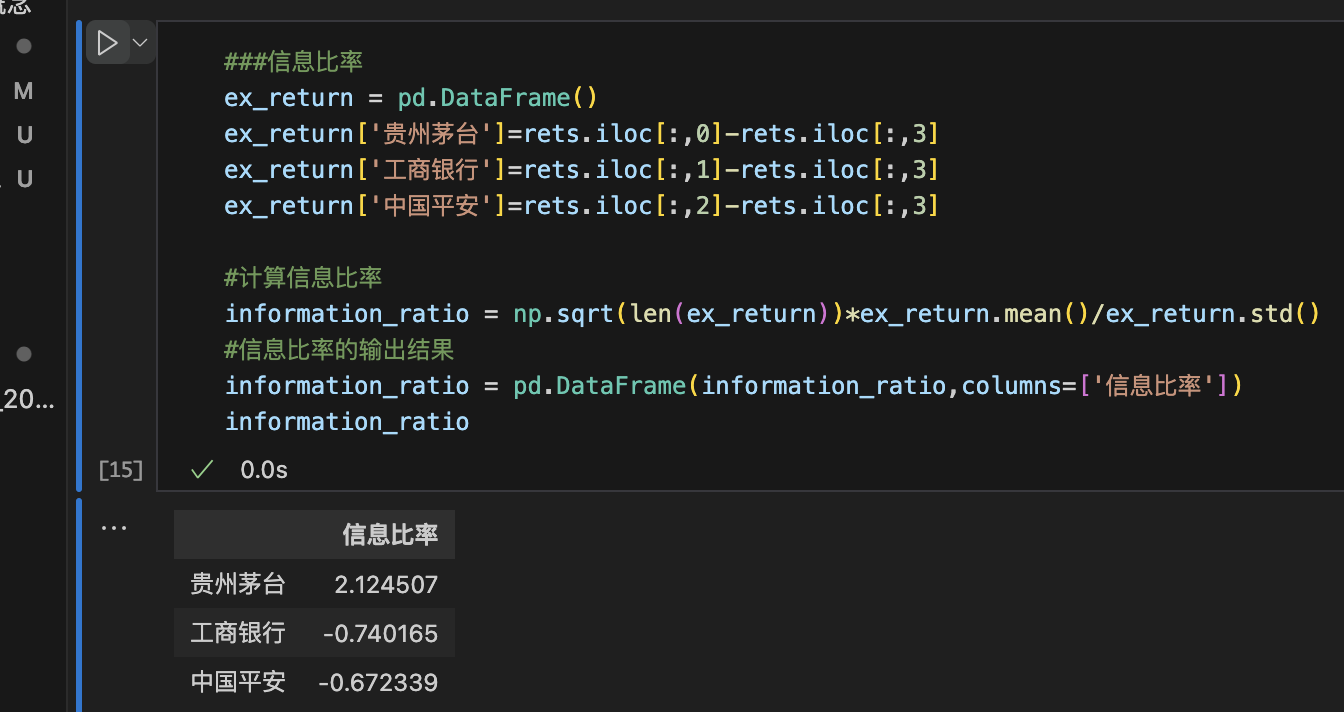 M
U
U
_20...
###信息比率
ex_return = pd.DataFrame()
ex_return['贵州茅台']=rets.iloc[:,0]-rets.iloc[:,3]
ex_return['工商银行']=rets.iloc[:,1]-rets.iloc[:,3]
ex_return['中国平安']=rets.iloc[:,2]-rets.iloc[:,3]
#计算信息比率
information_ratio = np.sqrt(len(ex_return))*ex_return.mean()/ex_return.std()
#信息比率的输出结果
information_ratio = pd.DataFrame(information_ratio,columns=['信息比率'])
information_ratio
[15] ✓ 0.0s
...
信息比率
贵州茅台 2.124507
工商银行 -0.740165
中国平安 -0.672339